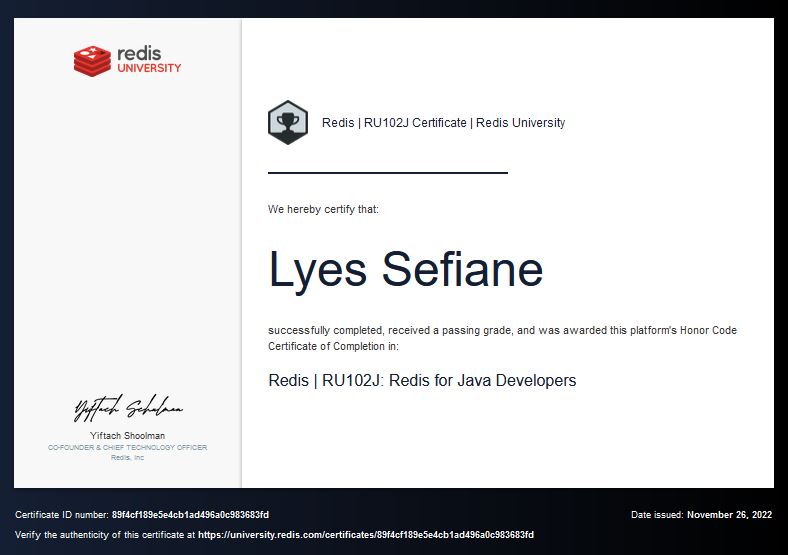 redis
UNIVERSITY
Redis | RU102J Certificate | Redis University
We hereby certify that:
Lyes Sefiane
successfully completed, received a passing grade, and was awarded this platform's Honor Code
Certificate of Completion in:
Redis | RU102J: Redis for Java Developers
Yiftach Scholman
Yiftach Shoolman
CO-FOUNDER & CHIEF TECHNOLOGY OFFICER
Redis, Inc
Certificate ID number: 89f4cf189e5e4cb1ad496a0c983683fd
Date issued: November 26, 2022
Verify the authenticity of this certificate at https://university.redis.com/certificates/89f4cf189e5e4cb1ad496a0c983683fd